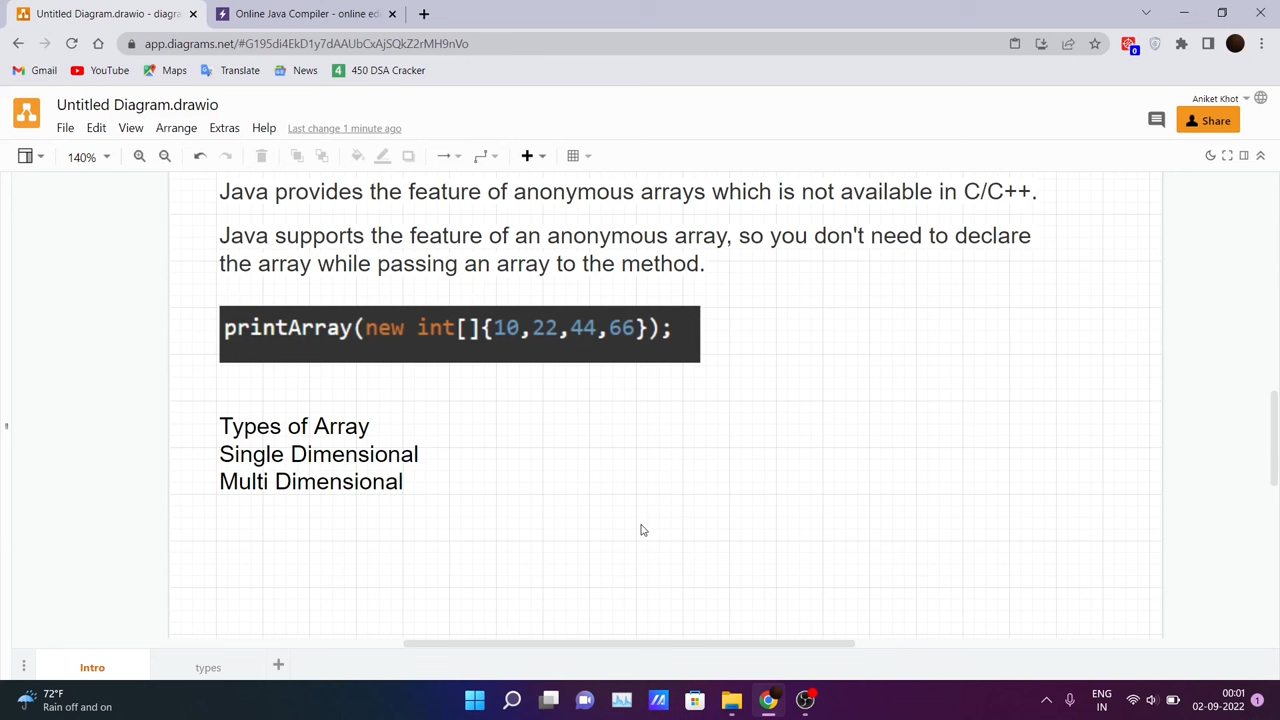 Untitled Diagram.drawio - diagra
Online Java Compiler - online edi
app.diagrams.net/#G195di4EkD1y7dAAUbCxAjSQkZ2rMH9nVo
0
Gmail
YouTube
Maps
Translate
News
4
450 DSA Cracker
Untitled Diagram.drawio
Aniket Khot
File
Edit
View
Arrange
Extras
Help
Last change 1 minute ago
Share
140%
Java provides the feature of anonymous arrays which is not available in C/C++.
Java supports the feature of an anonymous array, so you don't need to declare
the array while passing an array to the method.
printArray(new int[]{10,22,44,66});
Types of Array
Single Dimensional
Multi Dimensional
Intro
types
72°F
Rain off and on
ENG
IN
00:01
02-09-2022
1